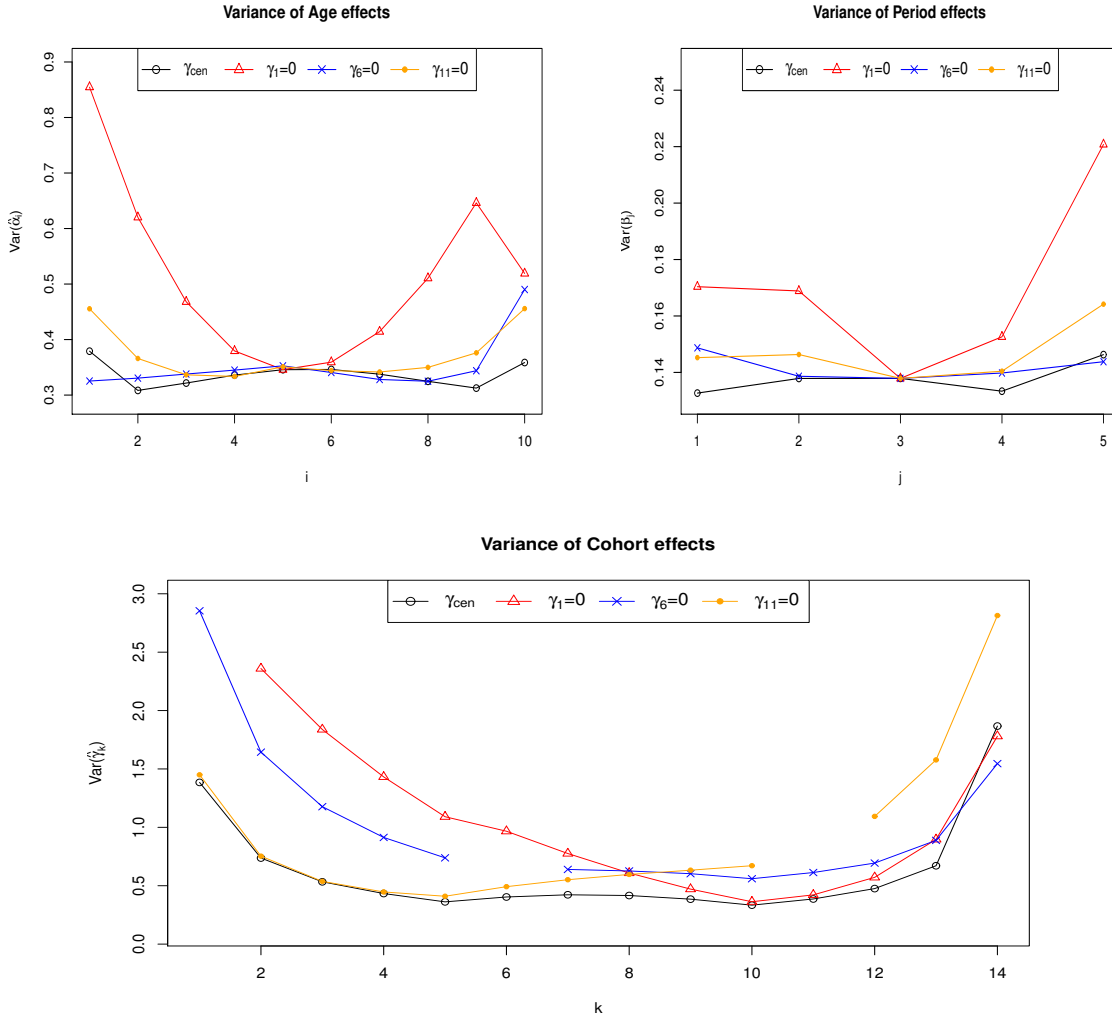 Variance of Age effects
γcen γ1=0 γ6=0 γ11=0
0.9
0.8
0.7
0.6
0.5
0.4
0.3
Var(α̂i)
2 4 6 8 10
i
Variance of Period effects
γcen γ1=0 γ6=0 γ11=0
0.24
0.22
0.20
0.18
0.16
0.14
Var(β̂j)
1 2 3 4 5
j
Variance of Cohort effects
γcen γ1=0 γ6=0 γ11=0
3.0
2.5
2.0
1.5
1.0
0.5
0.0
Var(γ̂k)
2 4 6 8 10 12 14
k